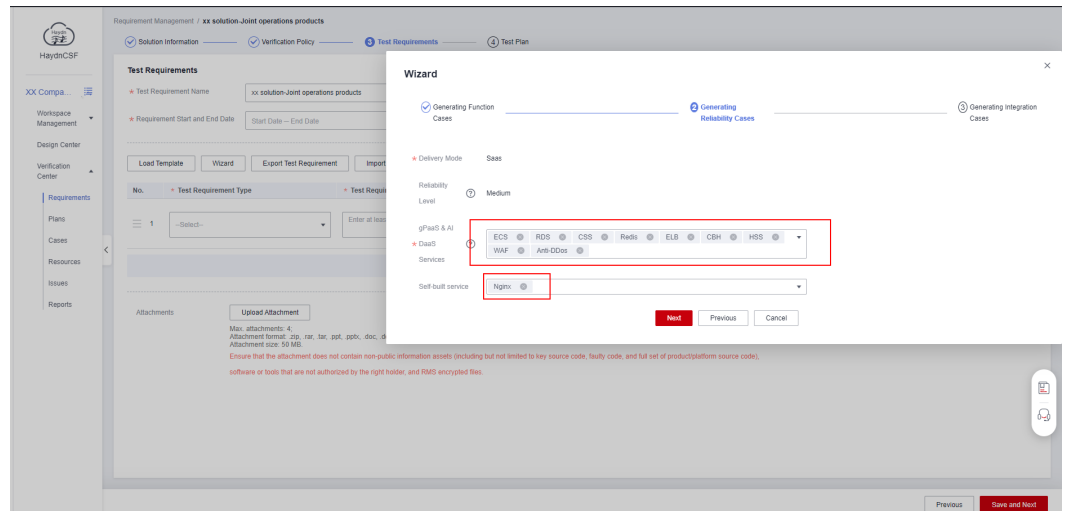 Requirement Management / xx solution-Joint operations products
Haydn
HaydnCSF
Solution Information
Verification Policy
3 Test Requirements
4 Test Plan
XX Compa...
Workspace
Management
Design Center
Verification
Center
Requirements
Plans
Cases
Resources
Issues
Reports
Test Requirements
* Test Requirement Name
xx solution-Joint operations products
* Requirement Start and End Date
Start Date -- End Date
Load Template
Wizard
Export Test Requirement
Import
No.
* Test Requirement Type
* Test Requi
1
--Select--
Enter at leas
Attachments
Upload Attachment
Max. attachments: 4;
Attachment format: .zip, .rar, .tar, .ppt, .pptx, .doc, .d
Attachment size: 50 MB.
Ensure that the attachment does not contain non-public information assets (including but not limited to key source code, faulty code, and full set of product/platform source code),
software or tools that are not authorized by the right holder, and RMS encrypted files.
Wizard
Generating Function
Cases
2 Generating
Reliability Cases
3 Generating Integration
Cases
* Delivery Mode
Saas
Reliability
Level
Medium
gPaaS & AI
* DaaS
Services
ECS RDS CSS Redis ELB CBH HSS
WAF Anti-DDos
Self-built service
Nginx
Next
Previous
Cancel
Previous
Save and Next